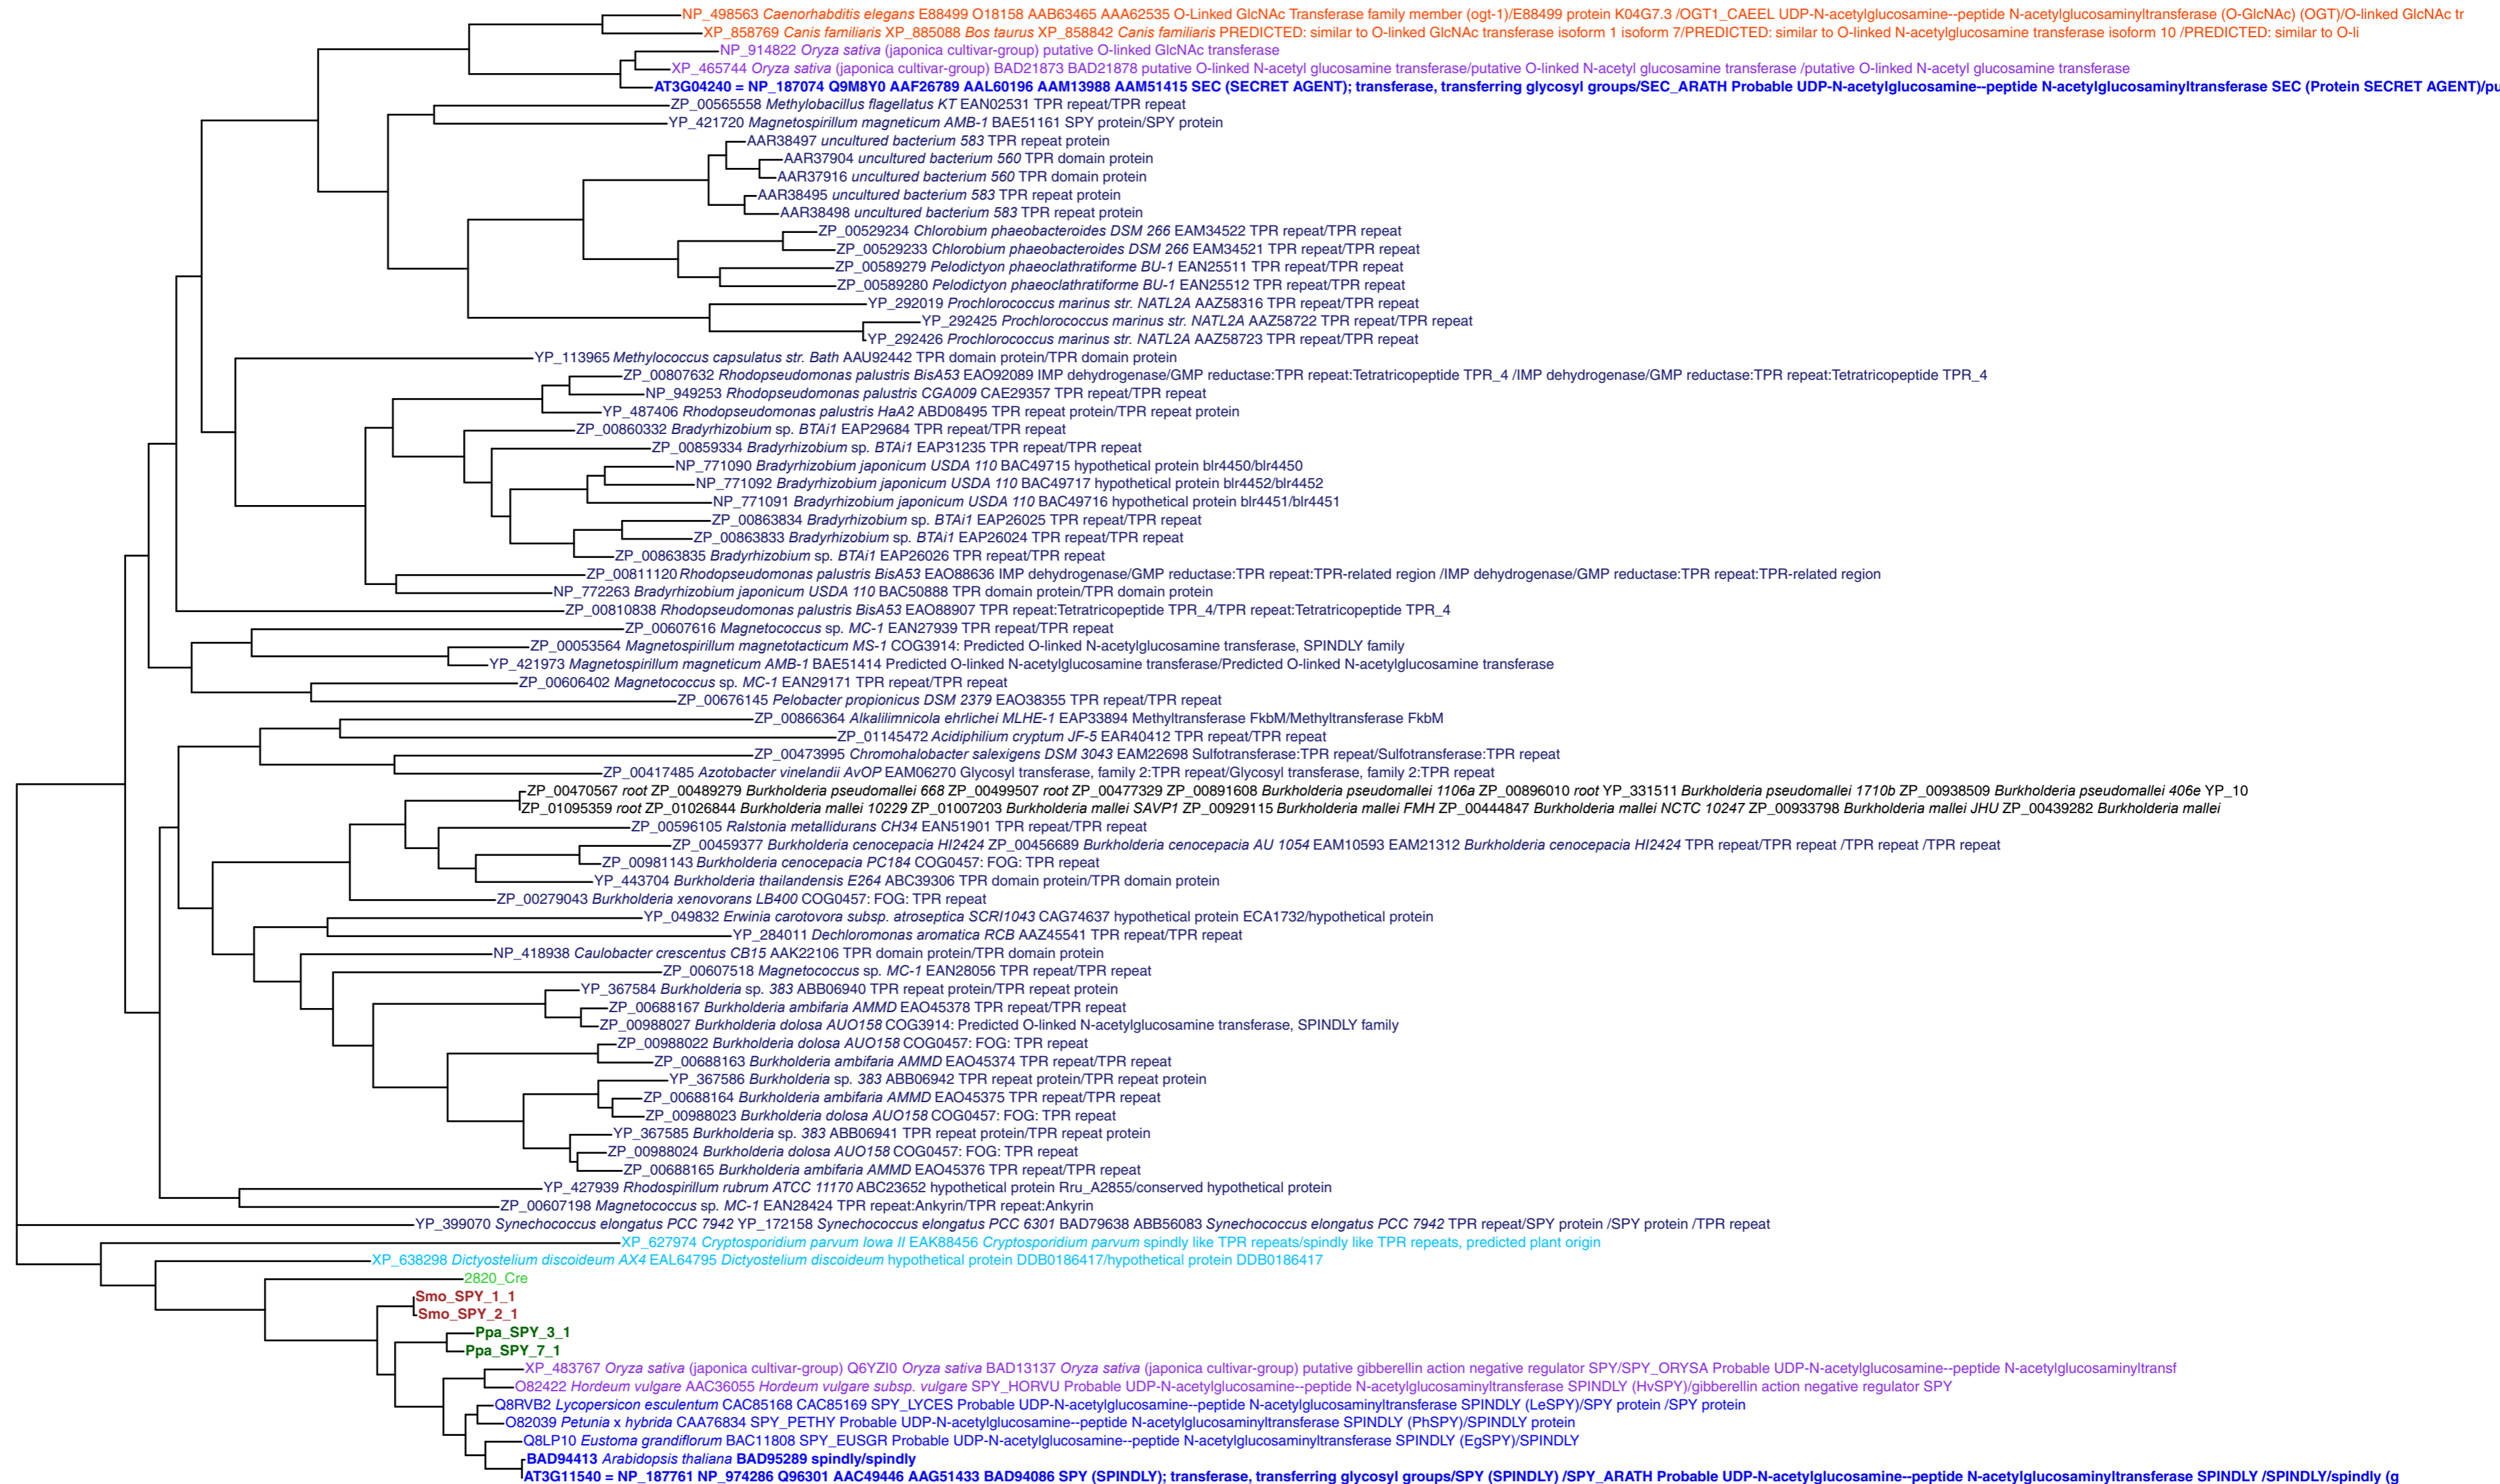 NP_498563 Caenorhabditis elegans E88499 O18158 AAB63465 AAA62535 O-Linked GlcNAc Transferase family member (ogt-1)/E88499 protein K04G7.3 /OGT1_CAEEL UDP-N-acetylglucosamine--peptide N-acetylglucosaminyltransferase (O-GlcNAc) (OGT)/O-linked GlcNAc tr
XP_858769 Canis familiaris XP_885088 Bos taurus XP_858842 Canis familiaris PREDICTED: similar to O-linked GlcNAc transferase isoform 1 isoform 7/PREDICTED: similar to O-linked N-acetylglucosamine transferase isoform 10 /PREDICTED: similar to O-li
NP_914822 Oryza sativa (japonica cultivar-group) putative O-linked GlcNAc transferase
XP_465744 Oryza sativa (japonica cultivar-group) BAD21873 BAD21878 putative O-linked N-acetyl glucosamine transferase/putative O-linked N-acetyl glucosamine transferase /putative O-linked N-acetyl glucosamine transferase
AT3G04240 = NP_187074 Q9M8Y0 AAF26789 AAL60196 AAM13988 AAM51415 SEC (SECRET AGENT); transferase, transferring glycosyl groups/SEC_ARATH Probable UDP-N-acetylglucosamine--peptide N-acetylglucosaminyltransferase SEC (Protein SECRET AGENT)/pu
ZP_00565558 Methylobacillus flagellatus KT EAN02531 TPR repeat/TPR repeat
YP_421720 Magnetospirillum magneticum AMB-1 BAE51161 SPY protein/SPY protein
AAR38497 uncultured bacterium 583 TPR repeat protein
AAR37904 uncultured bacterium 560 TPR domain protein
AAR37916 uncultured bacterium 560 TPR domain protein
AAR38495 uncultured bacterium 583 TPR repeat protein
AAR38498 uncultured bacterium 583 TPR repeat protein
ZP_00529234 Chlorobium phaeobacteroides DSM 266 EAM34522 TPR repeat/TPR repeat
ZP_00529233 Chlorobium phaeobacteroides DSM 266 EAM34521 TPR repeat/TPR repeat
ZP_00589279 Pelodictyon phaeoclathratiforme BU-1 EAN25511 TPR repeat/TPR repeat
ZP_00589280 Pelodictyon phaeoclathratiforme BU-1 EAN25512 TPR repeat/TPR repeat
YP_292019 Prochlorococcus marinus str. NATL2A AAZ58316 TPR repeat/TPR repeat
YP_292425 Prochlorococcus marinus str. NATL2A AAZ58722 TPR repeat/TPR repeat
YP_292426 Prochlorococcus marinus str. NATL2A AAZ58723 TPR repeat/TPR repeat
YP_113965 Methylococcus capsulatus str. Bath AAU92442 TPR domain protein/TPR domain protein
ZP_00807632 Rhodopseudomonas palustris BisA53 EAO92089 IMP dehydrogenase/GMP reductase:TPR repeat:Tetratricopeptide TPR_4 /IMP dehydrogenase/GMP reductase:TPR repeat:Tetratricopeptide TPR_4
NP_949253 Rhodopseudomonas palustris CGA009 CAE29357 TPR repeat/TPR repeat
YP_487406 Rhodopseudomonas palustris HaA2 ABD08495 TPR repeat protein/TPR repeat protein
ZP_00860332 Bradyrhizobium sp. BTAi1 EAP29684 TPR repeat/TPR repeat
ZP_00859334 Bradyrhizobium sp. BTAi1 EAP31235 TPR repeat/TPR repeat
NP_771090 Bradyrhizobium japonicum USDA 110 BAC49715 hypothetical protein blr4450/blr4450
NP_771092 Bradyrhizobium japonicum USDA 110 BAC49717 hypothetical protein blr4452/blr4452
NP_771091 Bradyrhizobium japonicum USDA 110 BAC49716 hypothetical protein blr4451/blr4451
ZP_00863834 Bradyrhizobium sp. BTAi1 EAP26025 TPR repeat/TPR repeat
ZP_00863833 Bradyrhizobium sp. BTAi1 EAP26024 TPR repeat/TPR repeat
ZP_00863835 Bradyrhizobium sp. BTAi1 EAP26026 TPR repeat/TPR repeat
ZP_00811120 Rhodopseudomonas palustris BisA53 EAO88636 IMP dehydrogenase/GMP reductase:TPR repeat:TPR-related region /IMP dehydrogenase/GMP reductase:TPR repeat:TPR-related region
NP_772263 Bradyrhizobium japonicum USDA 110 BAC50888 TPR domain protein/TPR domain protein
ZP_00810838 Rhodopseudomonas palustris BisA53 EAO88907 TPR repeat:Tetratricopeptide TPR_4/TPR repeat:Tetratricopeptide TPR_4
ZP_00607616 Magnetococcus sp. MC-1 EAN27939 TPR repeat/TPR repeat
ZP_00053564 Magnetospirillum magnetotacticum MS-1 COG3914: Predicted O-linked N-acetylglucosamine transferase, SPINDLY family
YP_421973 Magnetospirillum magneticum AMB-1 BAE51414 Predicted O-linked N-acetylglucosamine transferase/Predicted O-linked N-acetylglucosamine transferase
ZP_00606402 Magnetococcus sp. MC-1 EAN29171 TPR repeat/TPR repeat
ZP_00676145 Pelobacter propionicus DSM 2379 EAO38355 TPR repeat/TPR repeat
ZP_00866364 Alkalilimnicola ehrlichei MLHE-1 EAP33894 Methyltransferase FkbM/Methyltransferase FkbM
ZP_01145472 Acidiphilium cryptum JF-5 EAR40412 TPR repeat/TPR repeat
ZP_00473995 Chromohalobacter salexigens DSM 3043 EAM22698 Sulfotransferase:TPR repeat/Sulfotransferase:TPR repeat
ZP_00417485 Azotobacter vinelandii AvOP EAM06270 Glycosyl transferase, family 2:TPR repeat/Glycosyl transferase, family 2:TPR repeat
ZP_00470567 root ZP_00489279 Burkholderia pseudomallei 668 ZP_00499507 root ZP_00477329 ZP_00891608 Burkholderia pseudomallei 1106a ZP_00896010 root YP_331511 Burkholderia pseudomallei 1710b ZP_00938509 Burkholderia pseudomallei 406e YP_10
ZP_01095359 root ZP_01026844 Burkholderia mallei 10229 ZP_01007203 Burkholderia mallei SAVP1 ZP_00929115 Burkholderia mallei FMH ZP_00444847 Burkholderia mallei NCTC 10247 ZP_00933798 Burkholderia mallei JHU ZP_00439282 Burkholderia mallei
ZP_00596105 Ralstonia metallidurans CH34 EAN51901 TPR repeat/TPR repeat
ZP_00459377 Burkholderia cenocepacia HI2424 ZP_00456689 Burkholderia cenocepacia AU 1054 EAM10593 EAM21312 Burkholderia cenocepacia HI2424 TPR repeat/TPR repeat /TPR repeat /TPR repeat
ZP_00981143 Burkholderia cenocepacia PC184 COG0457: FOG: TPR repeat
YP_443704 Burkholderia thailandensis E264 ABC39306 TPR domain protein/TPR domain protein
ZP_00279043 Burkholderia xenovorans LB400 COG0457: FOG: TPR repeat
YP_049832 Erwinia carotovora subsp. atroseptica SCRI1043 CAG74637 hypothetical protein ECA1732/hypothetical protein
YP_284011 Dechloromonas aromatica RCB AAZ45541 TPR repeat/TPR repeat
NP_418938 Caulobacter crescentus CB15 AAK22106 TPR domain protein/TPR domain protein
ZP_00607518 Magnetococcus sp. MC-1 EAN28056 TPR repeat/TPR repeat
YP_367584 Burkholderia sp. 383 ABB06940 TPR repeat protein/TPR repeat protein
ZP_00688167 Burkholderia ambifaria AMMD EAO45378 TPR repeat/TPR repeat
ZP_00988027 Burkholderia dolosa AUO158 COG3914: Predicted O-linked N-acetylglucosamine transferase, SPINDLY family
ZP_00988022 Burkholderia dolosa AUO158 COG0457: FOG: TPR repeat
ZP_00688163 Burkholderia ambifaria AMMD EAO45374 TPR repeat/TPR repeat
YP_367586 Burkholderia sp. 383 ABB06942 TPR repeat protein/TPR repeat protein
ZP_00688164 Burkholderia ambifaria AMMD EAO45375 TPR repeat/TPR repeat
ZP_00988023 Burkholderia dolosa AUO158 COG0457: FOG: TPR repeat
YP_367585 Burkholderia sp. 383 ABB06941 TPR repeat protein/TPR repeat protein
ZP_00988024 Burkholderia dolosa AUO158 COG0457: FOG: TPR repeat
ZP_00688165 Burkholderia ambifaria AMMD EAO45376 TPR repeat/TPR repeat
YP_427939 Rhodospirillum rubrum ATCC 11170 ABC23652 hypothetical protein Rru_A2855/conserved hypothetical protein
ZP_00607198 Magnetococcus sp. MC-1 EAN28424 TPR repeat:Ankyrin/TPR repeat:Ankyrin
YP_399070 Synechococcus elongatus PCC 7942 YP_172158 Synechococcus elongatus PCC 6301 BAD79638 ABB56083 Synechococcus elongatus PCC 7942 TPR repeat/SPY protein /SPY protein /TPR repeat
XP_627974 Cryptosporidium parvum Iowa II EAK88456 Cryptosporidium parvum spindly like TPR repeats/spindly like TPR repeats, predicted plant origin
XP_638298 Dictyostelium discoideum AX4 EAL64795 Dictyostelium discoideum hypothetical protein DDB0186417/hypothetical protein DDB0186417
2820_Cre
Smo_SPY_1_1
Smo_SPY_2_1
Ppa_SPY_3_1
Ppa_SPY_7_1
XP_483767 Oryza sativa (japonica cultivar-group) Q6YZI0 Oryza sativa BAD13137 Oryza sativa (japonica cultivar-group) putative gibberellin action negative regulator SPY/SPY_ORYSA Probable UDP-N-acetylglucosamine--peptide N-acetylglucosaminyltransf
O82422 Hordeum vulgare AAC36055 Hordeum vulgare subsp. vulgare SPY_HORVU Probable UDP-N-acetylglucosamine--peptide N-acetylglucosaminyltransferase SPINDLY (HvSPY)/gibberellin action negative regulator SPY
Q8RVB2 Lycopersicon esculentum CAC85168 CAC85169 SPY_LYCES Probable UDP-N-acetylglucosamine--peptide N-acetylglucosaminyltransferase SPINDLY (LeSPY)/SPY protein /SPY protein
O82039 Petunia x hybrida CAA76834 SPY_PETHY Probable UDP-N-acetylglucosamine--peptide N-acetylglucosaminyltransferase SPINDLY (PhSPY)/SPINDLY protein
Q8LP10 Eustoma grandiflorum BAC11808 SPY_EUSGR Probable UDP-N-acetylglucosamine--peptide N-acetylglucosaminyltransferase SPINDLY (EgSPY)/SPINDLY
BAD94413 Arabidopsis thaliana BAD95289 spindly/spindly
AT3G11540 = NP_187761 NP_974286 Q96301 AAC49446 AAG51433 BAD94086 SPY (SPINDLY); transferase, transferring glycosyl groups/SPY (SPINDLY) /SPY_ARATH Probable UDP-N-acetylglucosamine--peptide N-acetylglucosaminyltransferase SPINDLY /SPINDLY/spindly (g